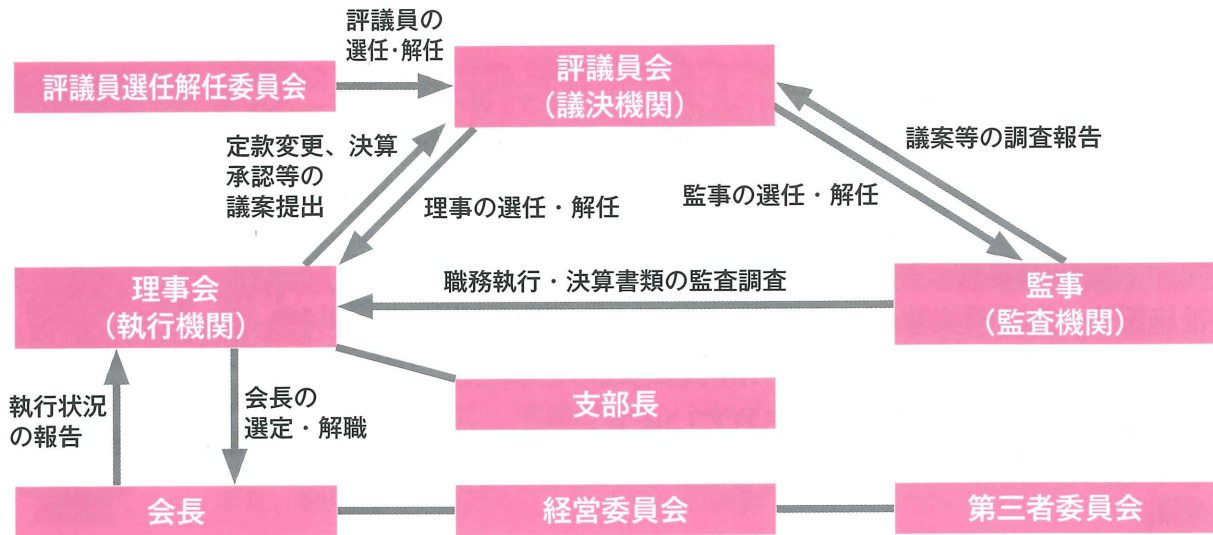 評議員の
選任・解任
評議員選任解任委員会
評議員会
(議決機関)
定款変更、決算
承認等の
議案提出
理事の選任・解任
監事の選任・解任
議案等の調査報告
理事会
(執行機関)
職務執行・決算書類の監査調査
監事
(監査機関)
支部長
執行状況
の報告
会長の
選定・解職
会長
経営委員会
第三者委員会